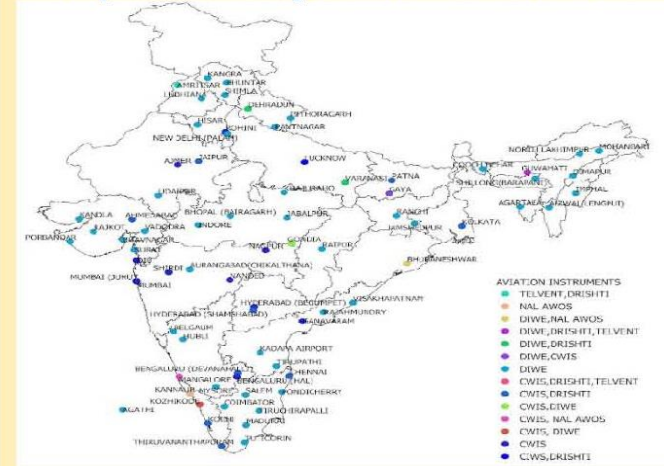 KANGRA
AMRITSAR
BHUNTAR
LUDHIANA
SHIMLA
DEHRADUN
PITHORAGARH
HISAR
PANTNAGAR
ROHINI
NEW DELHI(PALAM)
NORTH LAKHIMPUR
MOHANBARI
JAIPUR
LUCKNOW
COOCH BEHAR
GUWAHATI
DIMAPUR
AJMER
VARANASI
PATNA
SHILLONG(BARAPANI)
GAYA
IMPHAL
UDAIPUR
KHAJURAHO
AGARTALA
AIZWAL(LENGPUI)
KANDLA
AHMEDABAD
BHOPAL (BAIRAGARH)
JABALPUR
RANCHI
KOLKATA
RAJKOT
VADODRA
INDORE
JAMSHEDPUR
PORBANDAR
BHAVNAGAR
GONDIA
SURAT
NAGPUR
RAIPUR
SHIRDI
AURANGABAD(CHIKALTHANA)
BHUBANESHWAR
MUMBAI (JUHU)
NANDED
MUMBAI
AVIATION INSTRUMENTS
TELVENT,DRISHTI
HYDERABAD (BEGUMPET)
VISAKHAPATNAM
NAL AWOS
HYDERABAD (SHAMSHABAD)
RAJAHMUNDRY
DIWE,NAL AWOS
GANAVARAM
DIWE,DRISHTI,TELVENT
BELGAUM
DIWE,DRISHTI
HUBLI
DIWE,CWIS
KADAPA AIRPORT
DIWE
TIRUPATHI
BENGALURU (DEVANAHALLI)
CHENNAI
CWIS,DRISHTI,TELVENT
MANGALORE
BENGALURU (HAL)
CWIS,DRISHTI
KANNAUR
MYSORE
SALEM
PONDICHERRY
CWIS,DIWE
KOZHIKODE
COIMBATOR
CWIS, NAL AWOS
AGATHI
TIRUCHIRAPALLI
CWIS, DIWE
KOCHI
MADURAI
CWIS
THIRUVANATHAPURAM
TUTICORIN
CIWS,DRISHTI